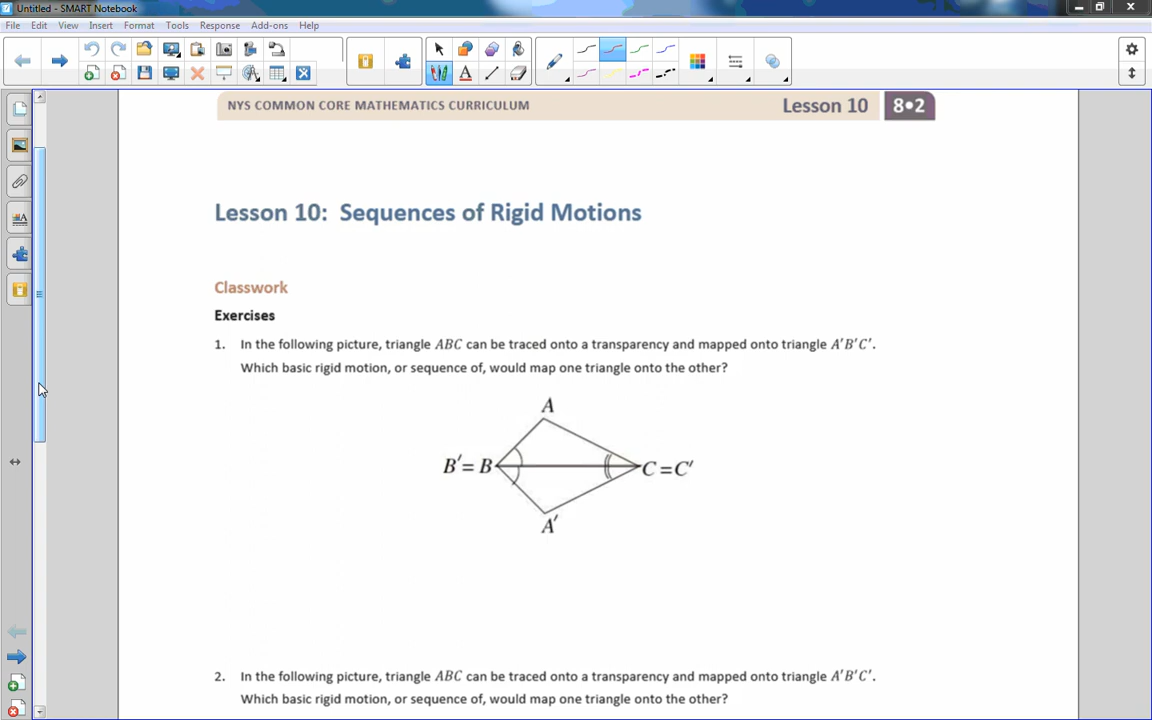 Untitled - SMART Notebook
File Edit View Insert Format Tools Response Add-ons Help
NYS COMMON CORE MATHEMATICS CURRICULUM Lesson 10 8•2
Lesson 10: Sequences of Rigid Motions
Classwork
Exercises
1. In the following picture, triangle ABC can be traced onto a transparency and mapped onto triangle A′B′C′.
Which basic rigid motion, or sequence of, would map one triangle onto the other?
A
B′= B C = C′
A′
2. In the following picture, triangle ABC can be traced onto a transparency and mapped onto triangle A′B′C′.
Which basic rigid motion, or sequence of, would map one triangle onto the other?